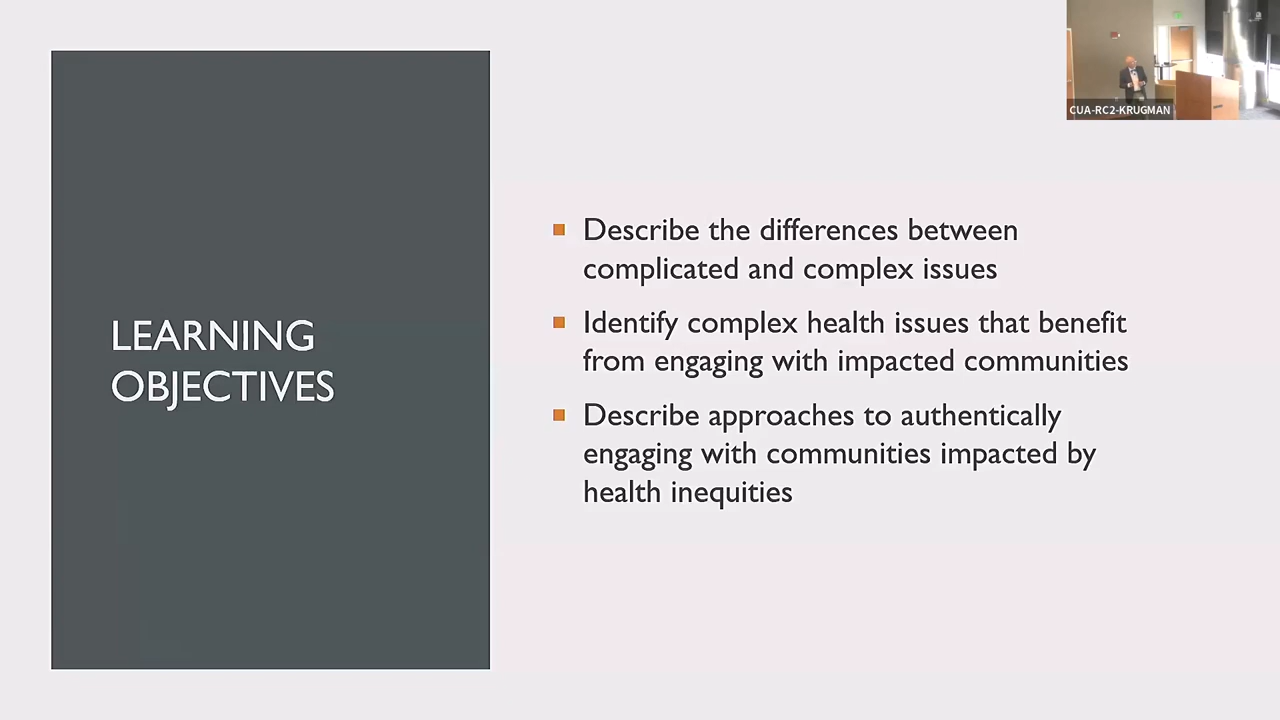 CUA-RC2-KRUGMAN
LEARNING
OBJECTIVES
Describe the differences between
complicated and complex issues
Identify complex health issues that benefit
from engaging with impacted communities
Describe approaches to authentically
engaging with communities impacted by
health inequities